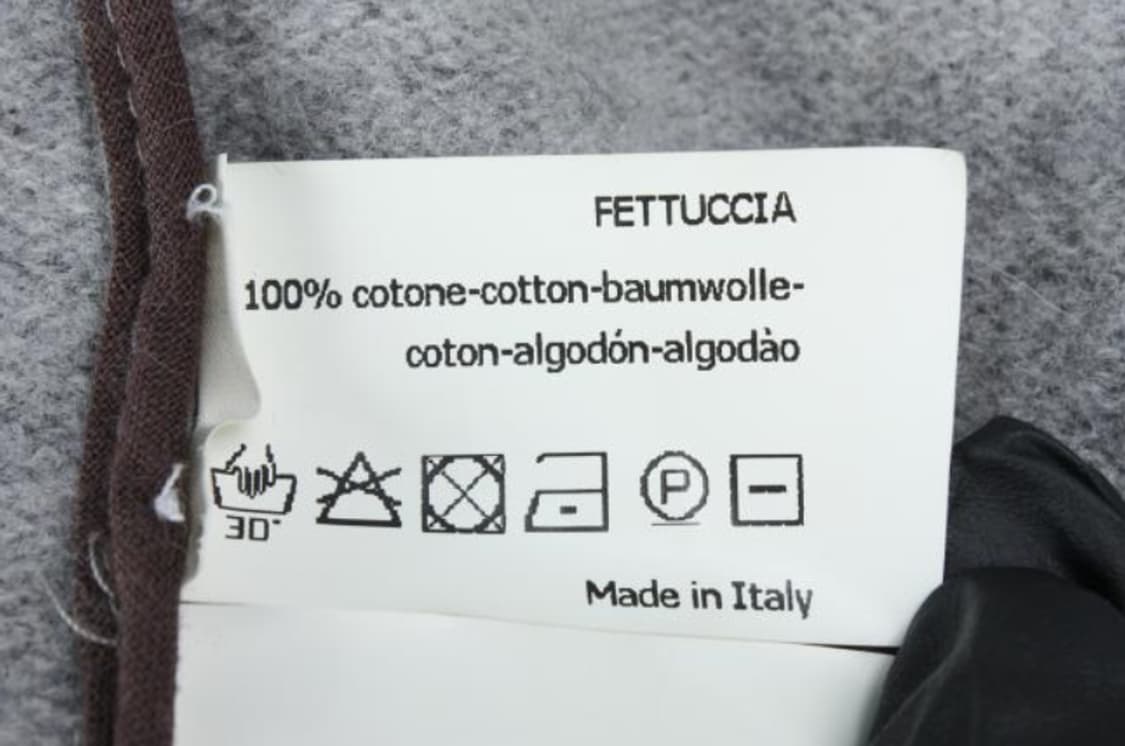 FETTUCCIA
100% cotone-cotton-baumwolle-
coton-algodón-algodào
30°
P
Made in Italy